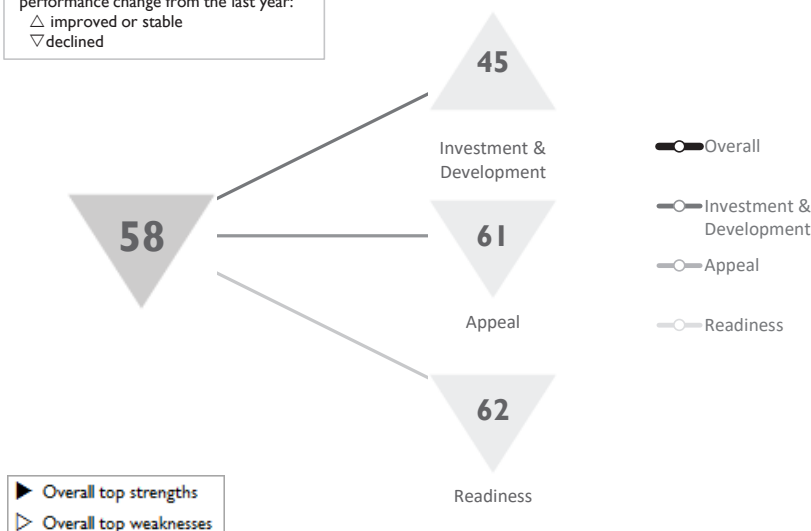 performance change from the last year:
△ improved or stable
▽ declined
45
Investment &
Development
58
61
Appeal
62
Readiness
Overall
Investment &
Development
Appeal
Readiness
▶ Overall top strengths
▷ Overall top weaknesses